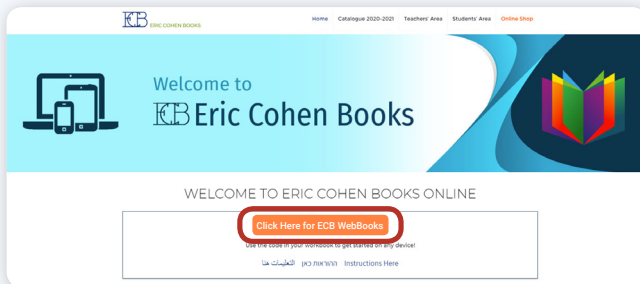 ECB ERIC COHEN BOOKS
Home Catalogue 2020-2021 Teachers' Area Students' Area Online Shop
Welcome to
ECB Eric Cohen Books
WELCOME TO ERIC COHEN BOOKS ONLINE
Click Here for ECB WebBooks
Use the code in your workbook to get started on any device!
التعليمات هنا ההוראות כאן Instructions Here